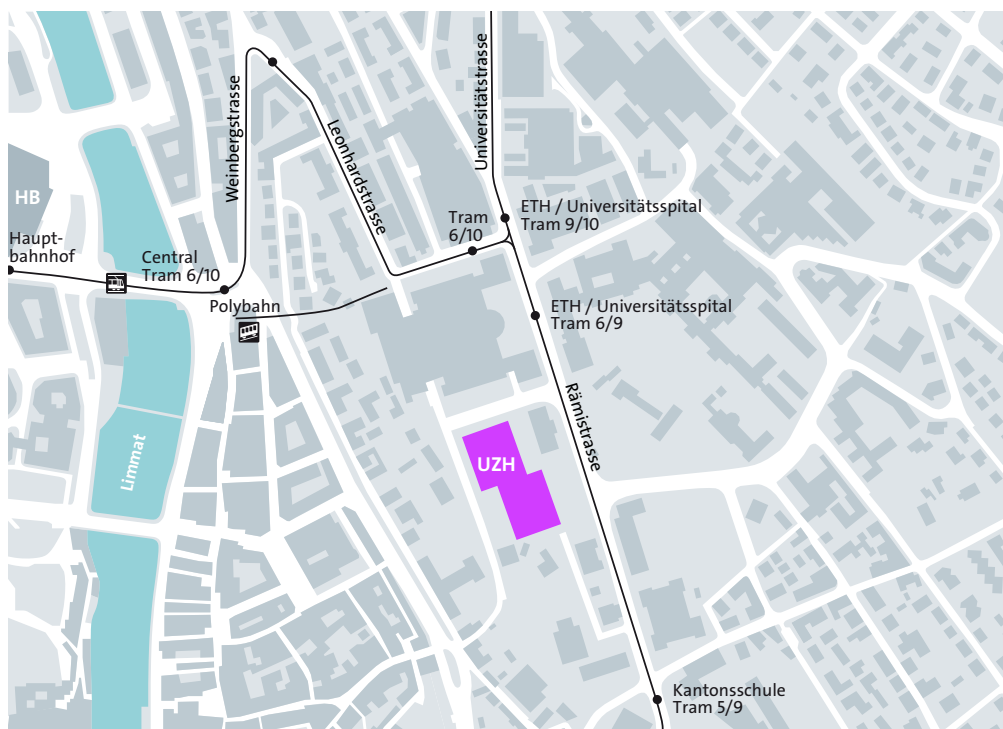 Weinbergstrasse
Leonhardstrasse
Universitätstrasse
HB
Haupt-
bahnhof
Central
Tram 6/10
Polybahn
Tram
6/10
ETH / Universitätsspital
Tram 9/10
ETH / Universitätsspital
Tram 6/9
Rämistrasse
Limmat
UZH
Kantonsschule
Tram 5/9